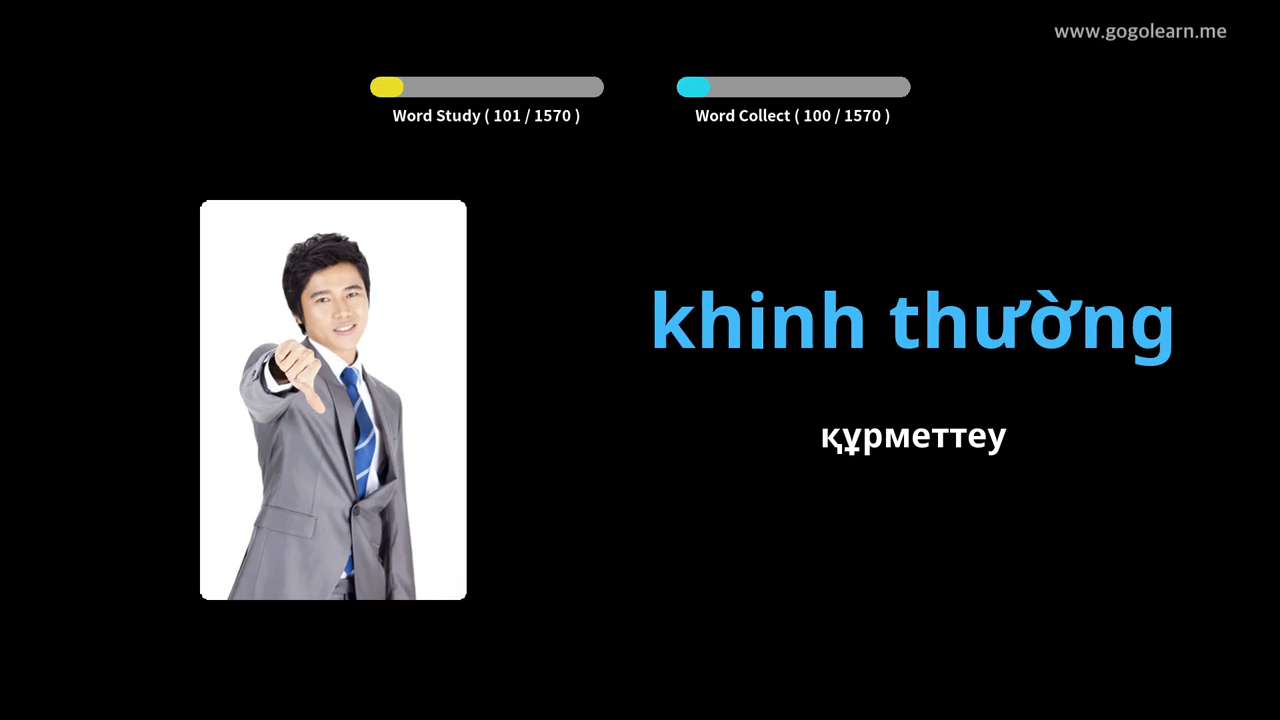 www.gogolearn.me
Word Study ( 101 / 1570 )
Word Collect ( 100 / 1570 )
khinh thường
құрметтеу